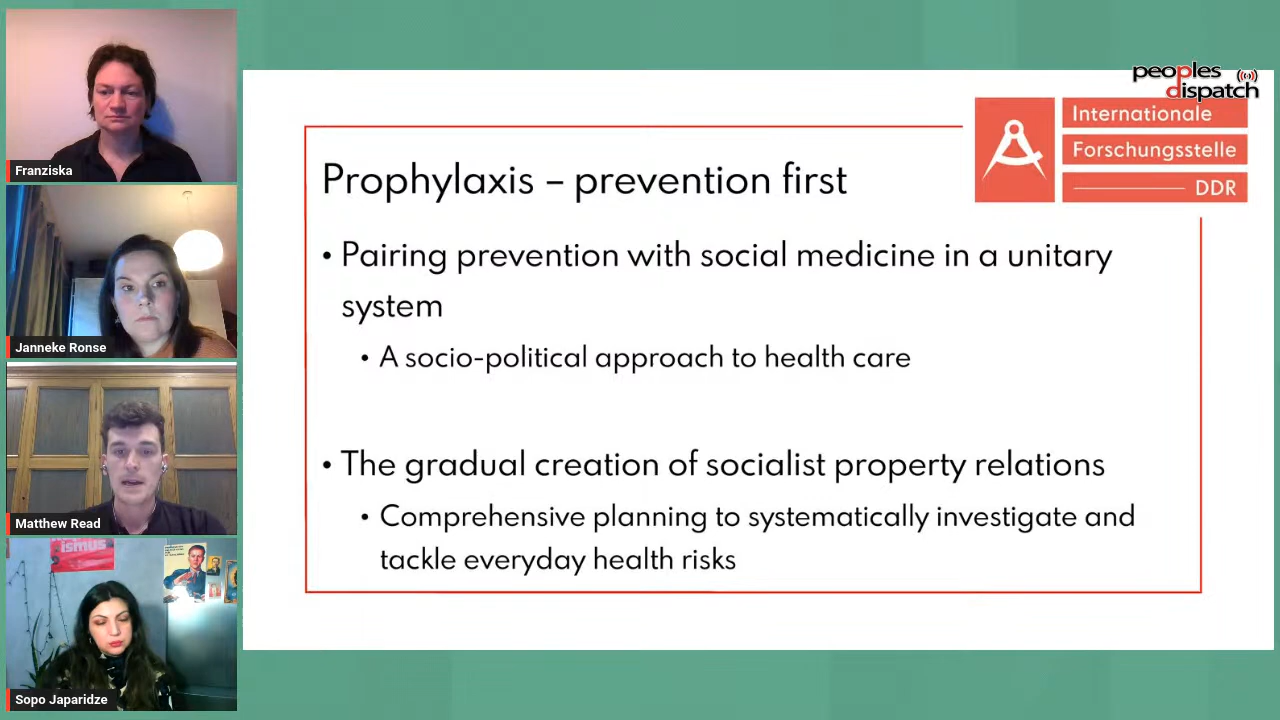 Franziska
Janneke Ronse
Matthew Read
ismus
Sopo Japaridze
peoples
dispatch
Internationale
Forschungsstelle
DDR
Prophylaxis – prevention first
• Pairing prevention with social medicine in a unitary
system
• A socio-political approach to health care
• The gradual creation of socialist property relations
• Comprehensive planning to systematically investigate and
tackle everyday health risks